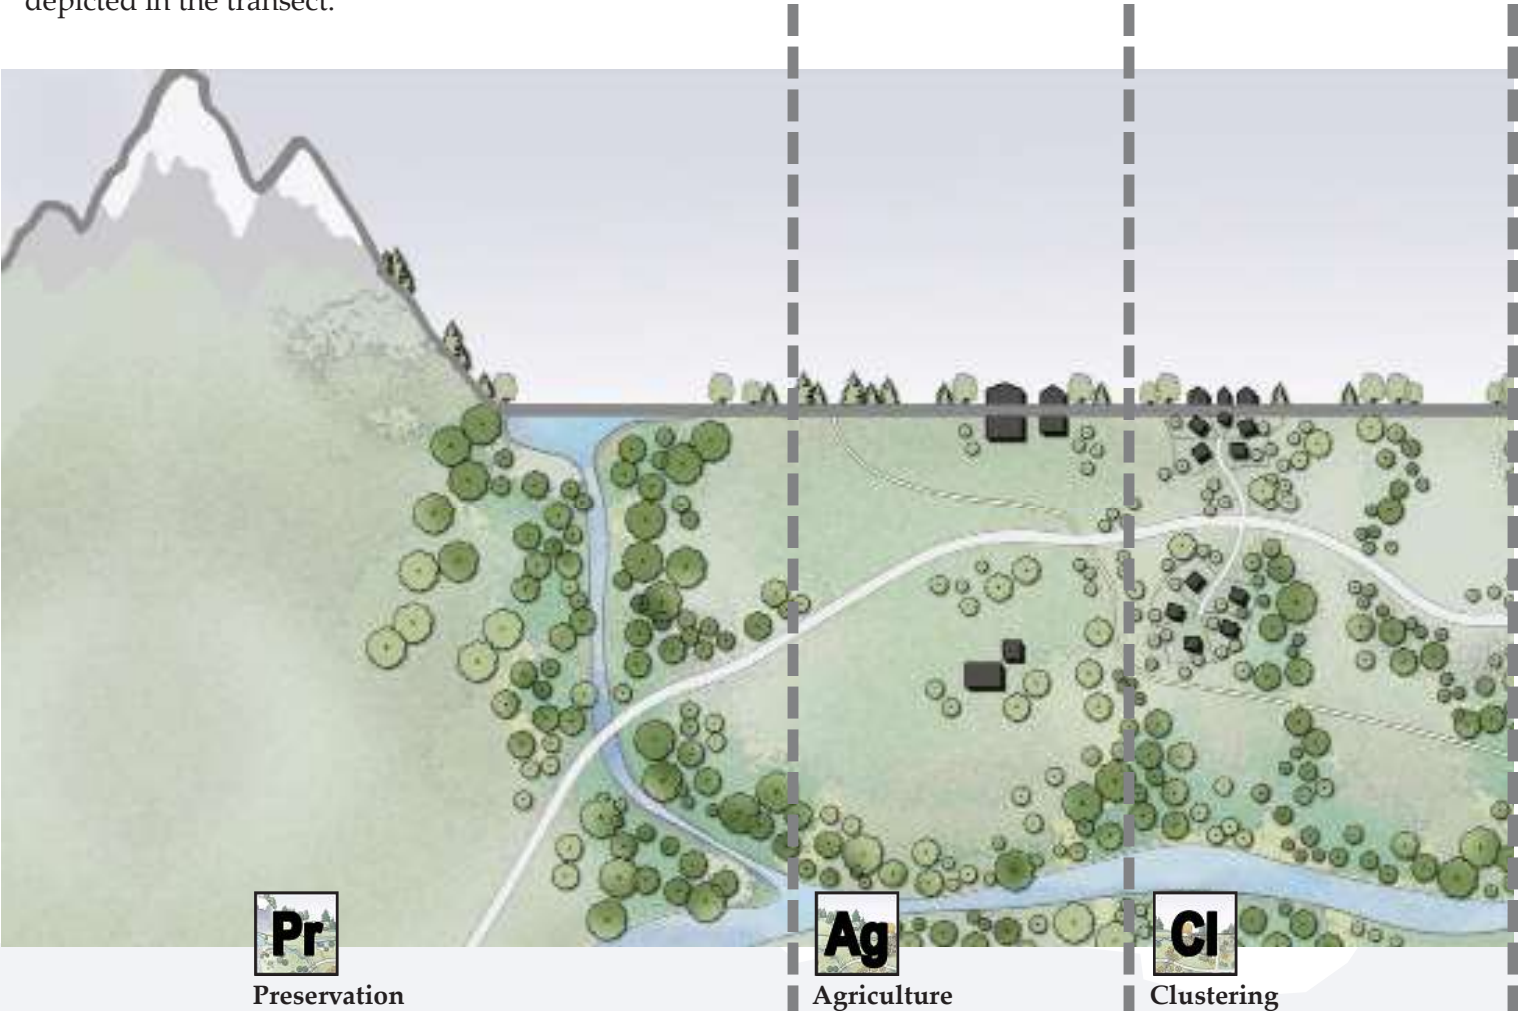 depicted in the transect.
Pr
Ag
Cl
Preservation
Agriculture
Clustering